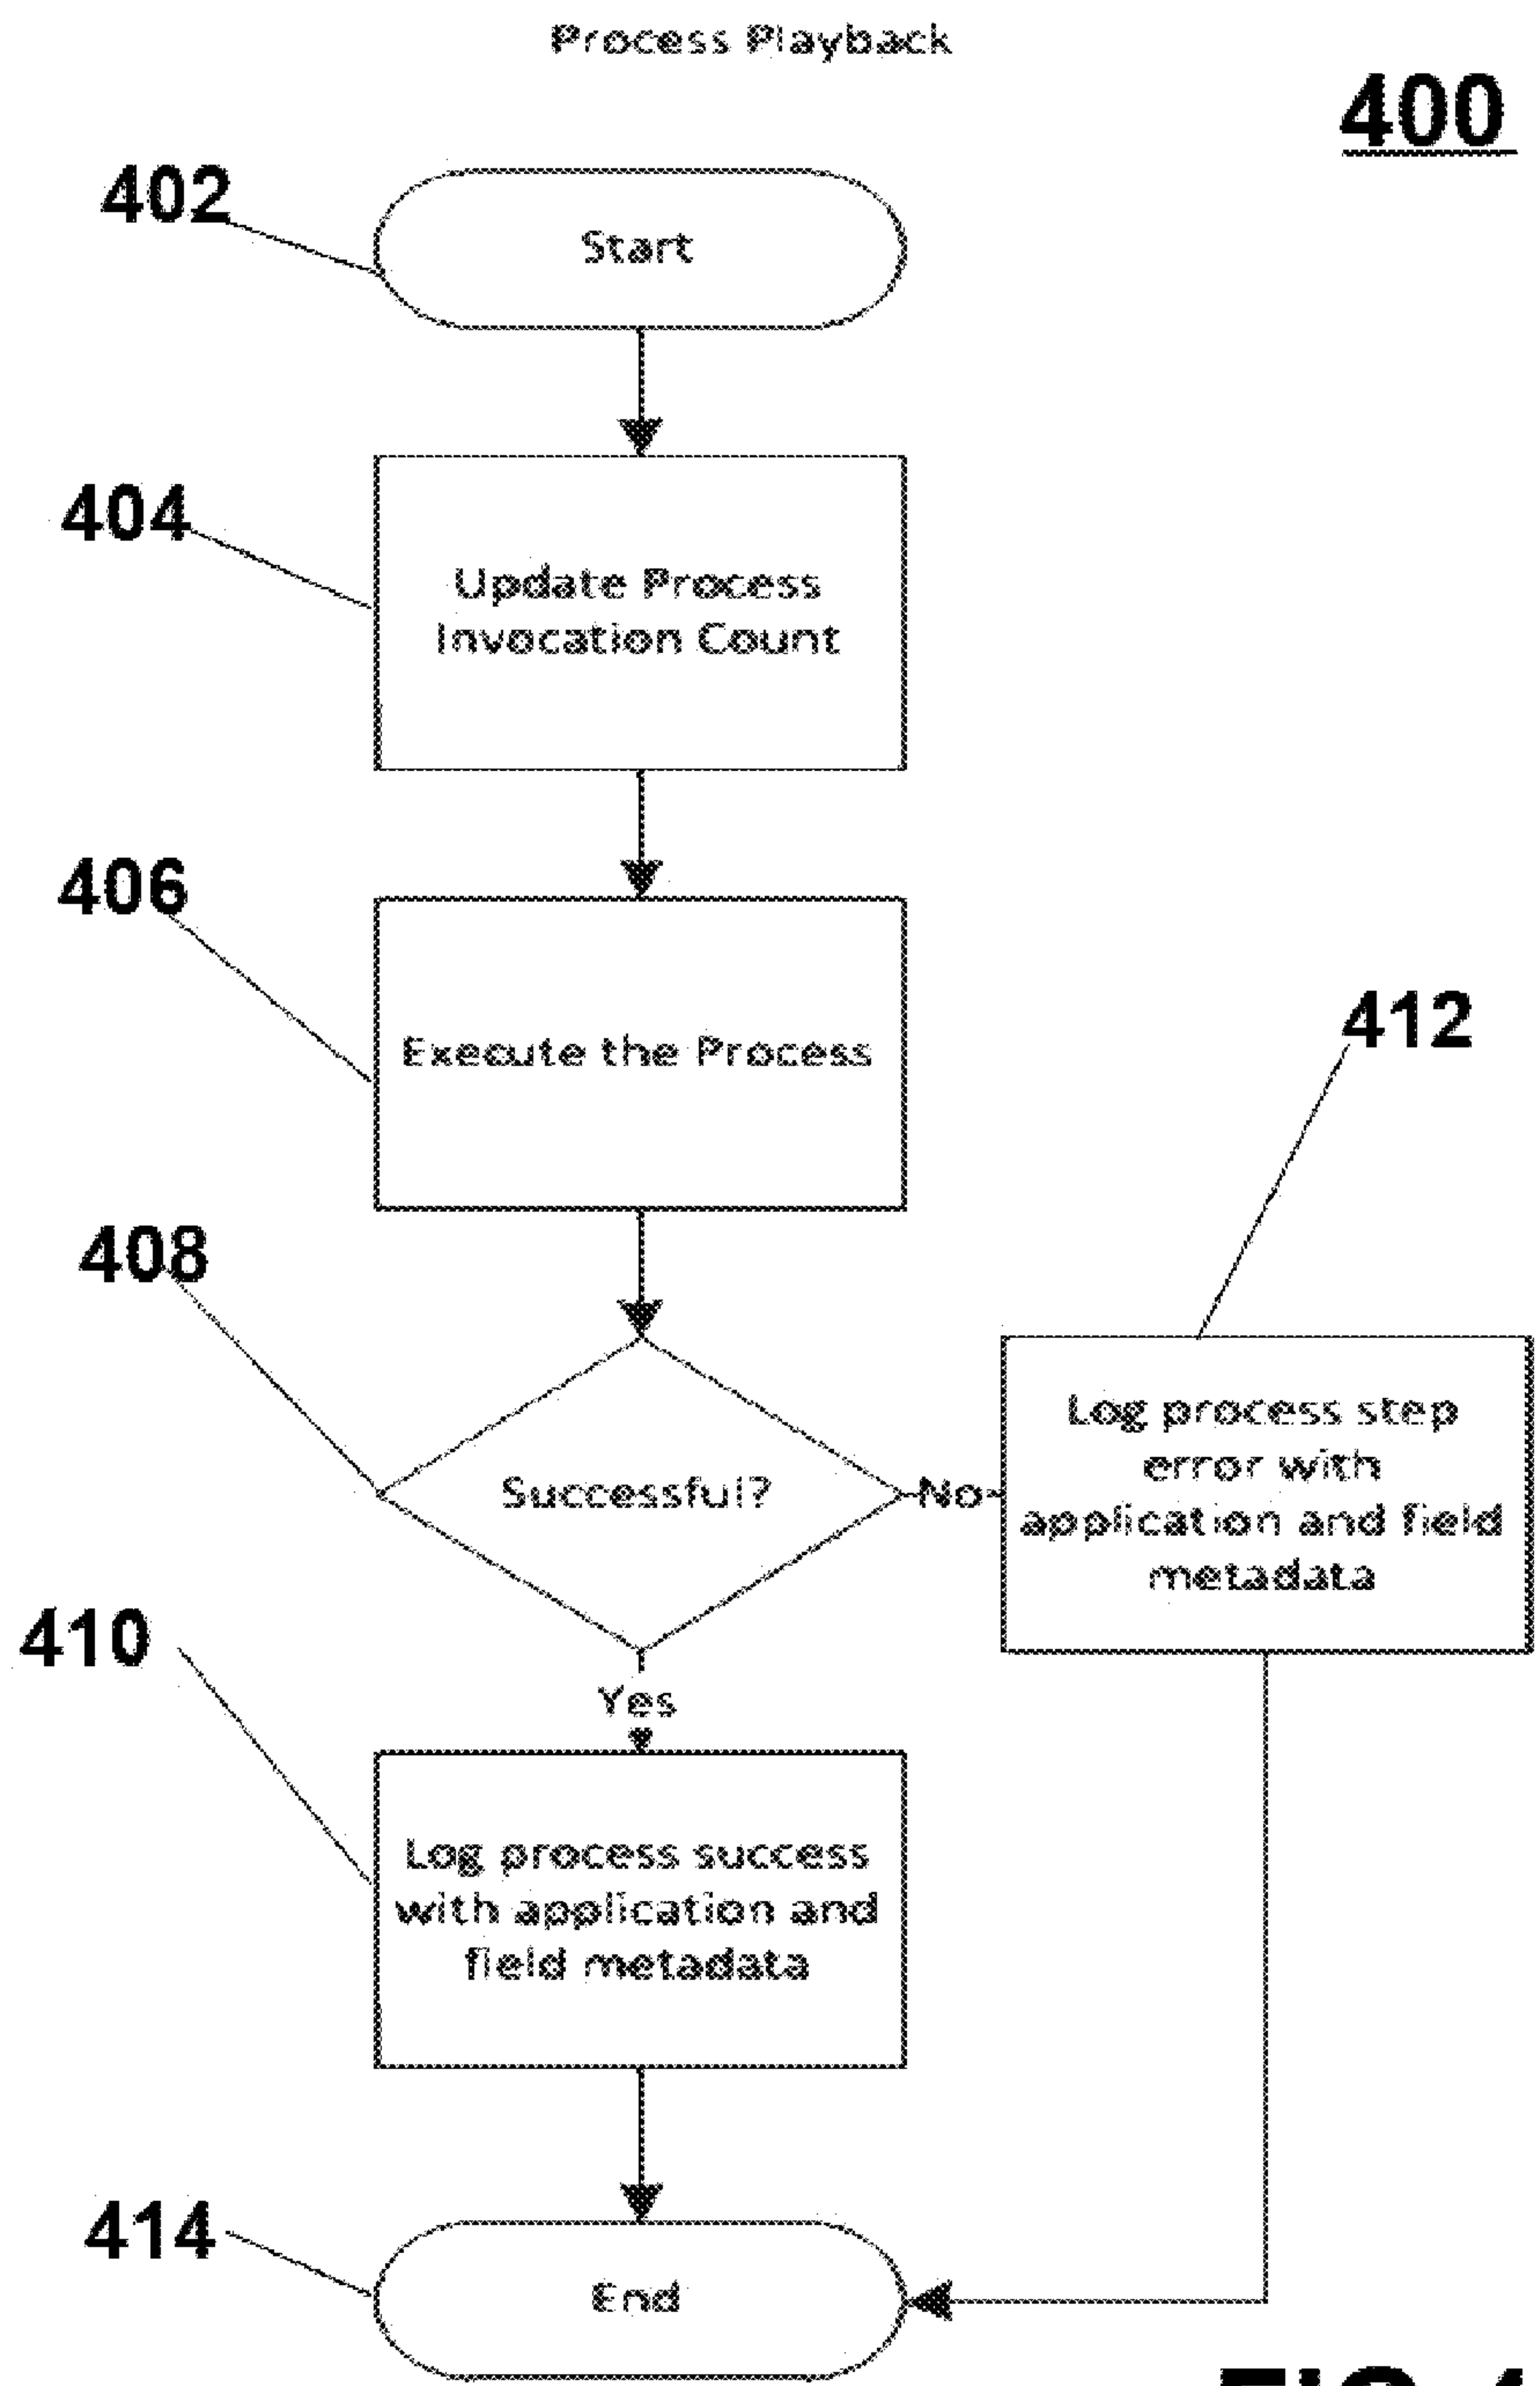 Process Playback
400
402
Start
404
Update Process
Invocation Count
406
Execute the Process
412
408
Successful?
No
Log process step
error with
application and field
metadata
410
Yes
Log process success
with application and
field metadata
414
End